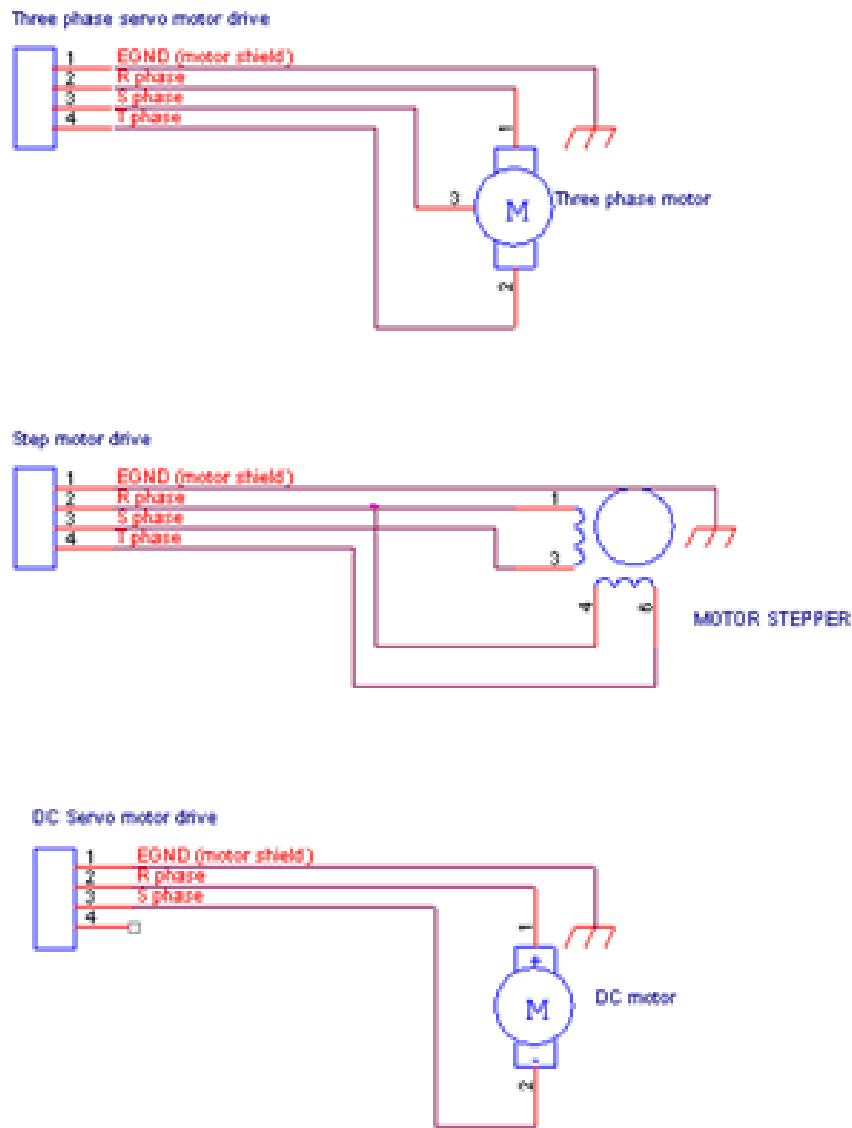 Three phase servo motor drive
1 EGND (motor shield)
2 R phase
3 S phase
4 T phase
1
3
M
Three phase motor
2
Step motor drive
1 EGND (motor shield)
2 R phase
3 S phase
4 T phase
1
3
4
MOTOR STEPPER
DC Servo motor drive
1 EGND (motor shield)
2 R phase
3 S phase
4
1
+
M
DC motor
-
2